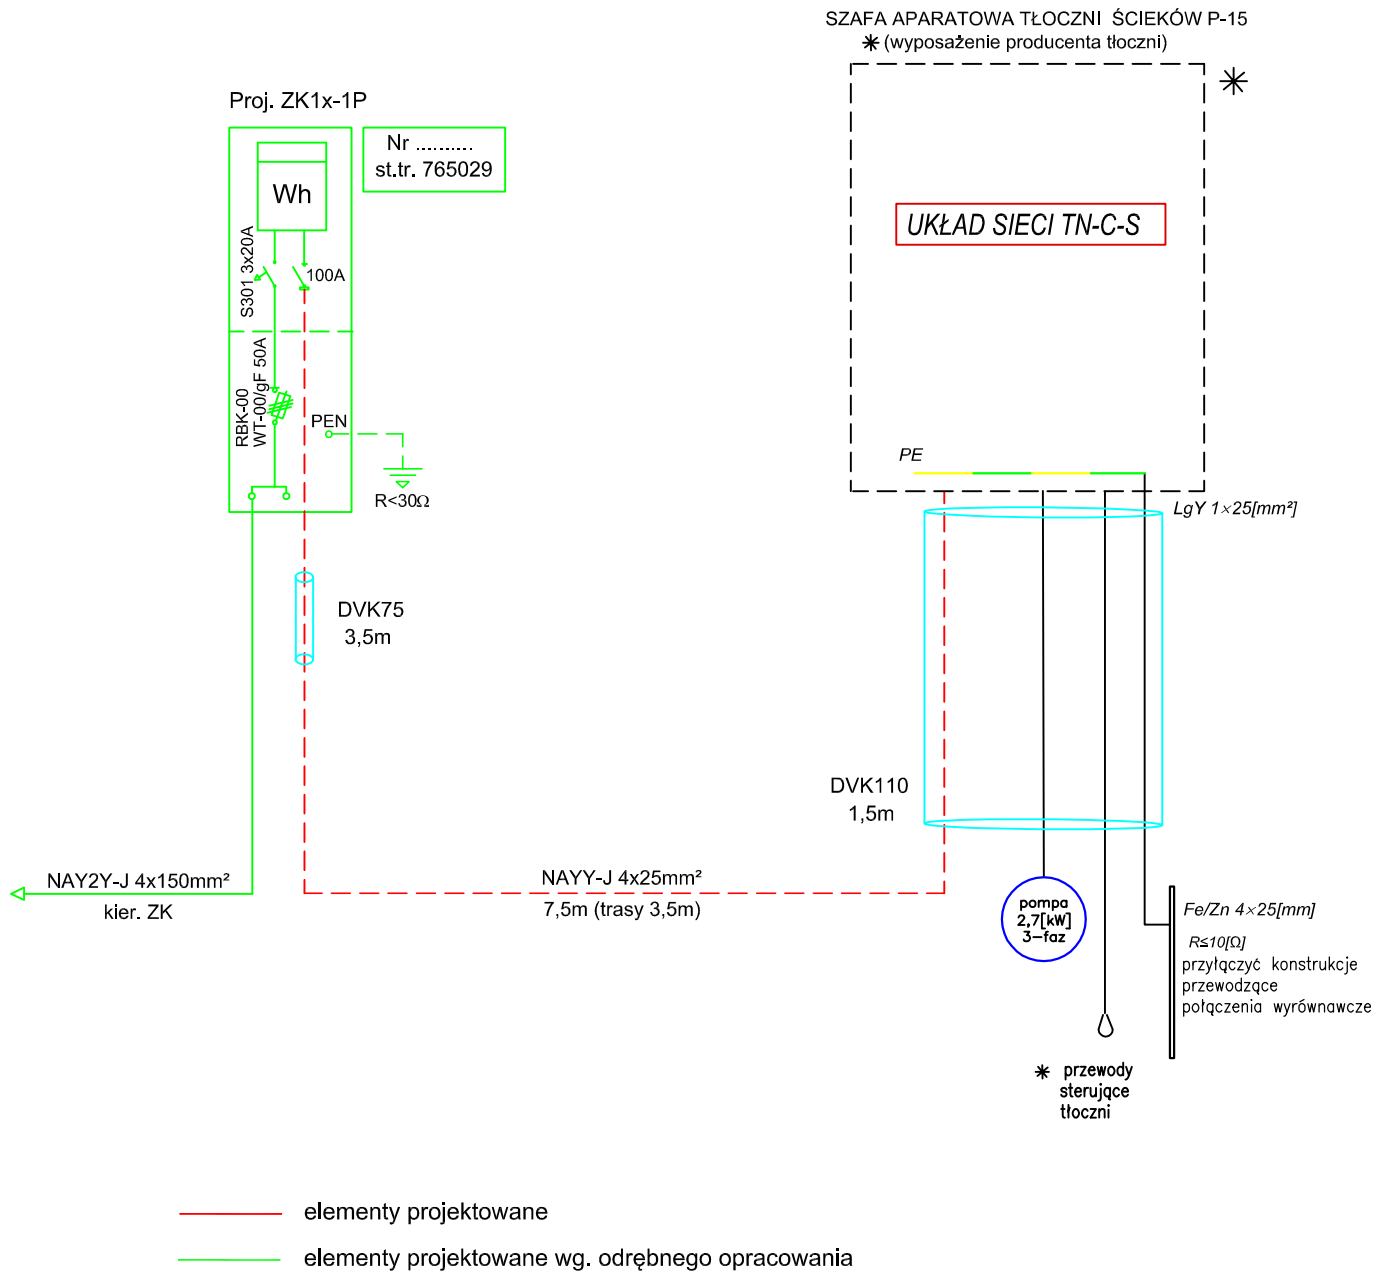 SZAFA APARATOWA TŁOCZNI ŚCIEKÓW P-15
(wyposażenie producenta tłoczni)
Proj. ZK1x-1P
Nr ..........
st.tr. 765029
Wh
S301 3x20A
100A
UKŁAD SIECI TN-C-S
RBK-00
WT-00/gF 50A
PEN
R<30Ω
PE
LgY 1×25[mm²]
DVK75
3,5m
DVK110
1,5m
NAY2Y-J 4x150mm²
kier. ZK
NAYY-J 4x25mm²
7,5m (trasy 3,5m)
pompa
2,7[kW]
3-faz
Fe/Zn 4×25[mm]
R≤10[Ω]
przyłączyć konstrukcje
przewodzące
połączenia wyrównawcze
przewody
sterujące
tłoczni
elementy projektowane
elementy projektowane wg. odrębnego opracowania